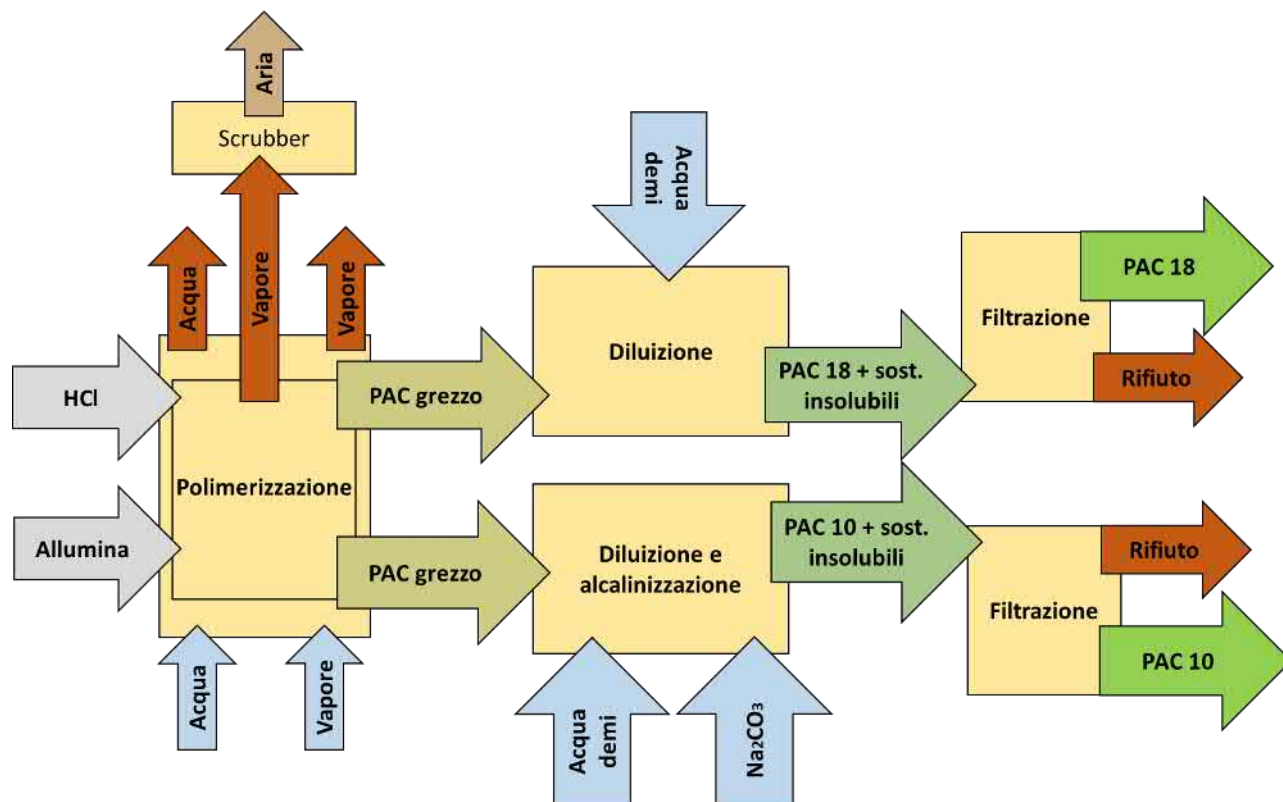 Aria
Scrubber
Acqua
Vapore
Vapore
Acqua
demi
HCl
Allumina
Polimerizzazione
Acqua
Vapore
PAC grezzo
PAC grezzo
Diluizione
Diluizione e
alcalinizzazione
Acqua
demi
Na₂CO₃
PAC 18 + sost.
insolubili
PAC 10 + sost.
insolubili
Filtrazione
PAC 18
Rifiuto
Filtrazione
Rifiuto
PAC 10